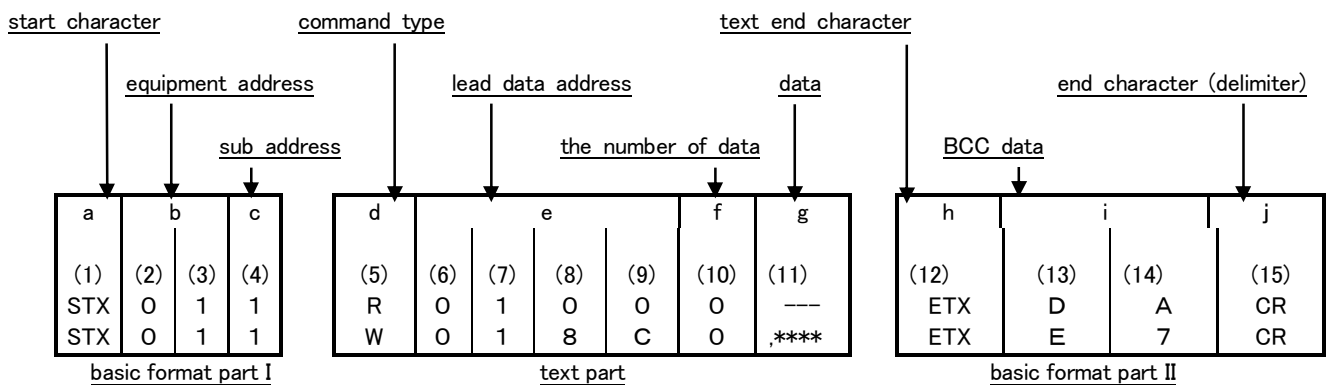 start character command type text end character
equipment address lead data address data end character (delimiter)
sub address the number of data BCC data
a b c d e f g h i j
(1) (2) (3) (4) (5) (6) (7) (8) (9) (10) (11) (12) (13) (14) (15)
STX 0 1 1 R 0 1 0 0 0 --- ETX D A CR
STX 0 1 1 W 0 1 8 C 0 ,**** ETX E 7 CR
basic format part I text part basic format part II